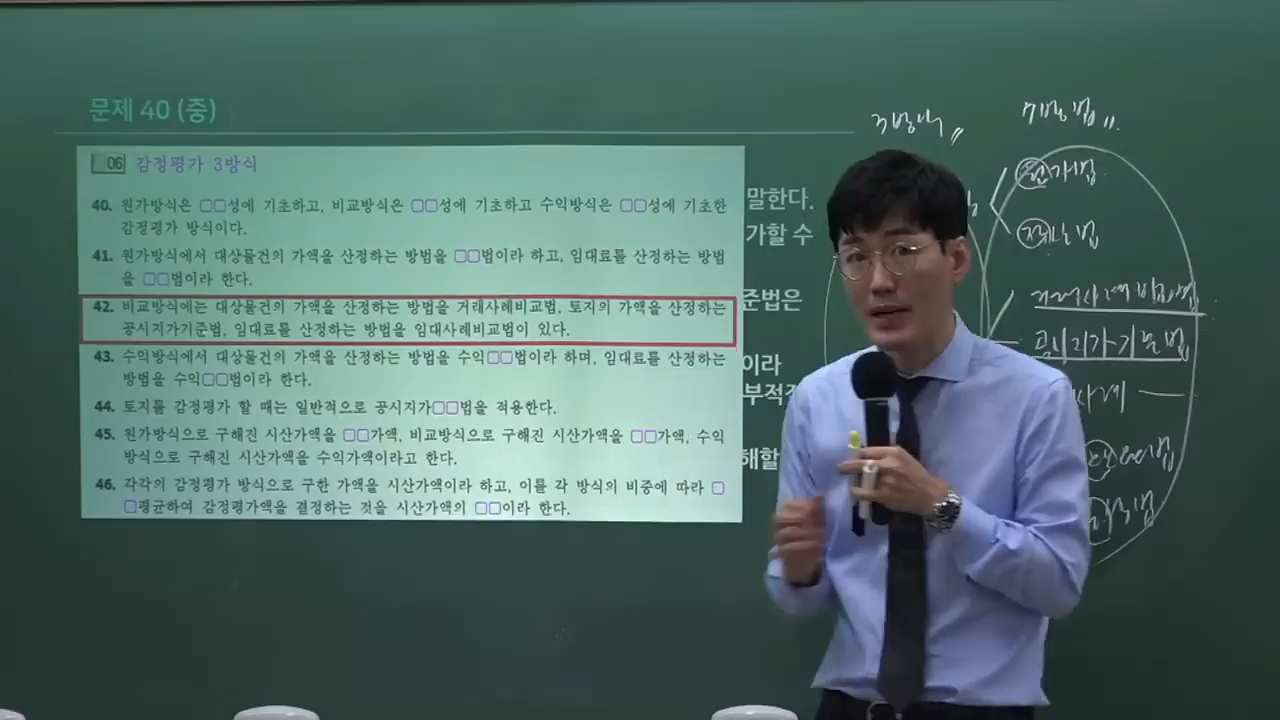 문제 40 (중)
06 감정평가 3방식
40. 원가방식은 □□성에 기초하고, 비교방식은 □□성에 기초하고 수익방식은 □□성에 기초한
감정평가 방식이다.
41. 원가방식에서 대상물건의 가액을 산정하는 방법을 □□법이라 하고, 임대료를 산정하는 방법
을 □□법이라 한다.
42. 비교방식에는 대상물건의 가액을 산정하는 방법을 거래사례비교법, 토지의 가액을 산정하는
공시지가기준법, 임대료를 산정하는 방법을 임대사례비교법이 있다.
43. 수익방식에서 대상물건의 가액을 산정하는 방법을 수익□□법이라 하며, 임대료를 산정하는
방법을 수익□□법이라 한다.
44. 토지를 감정평가 할 때는 일반적으로 공시지가□□법을 적용한다.
45. 원가방식으로 구해진 시산가액을 □□가액, 비교방식으로 구해진 시산가액을 □□가액, 수익
방식으로 구해진 시산가액을 수익가액이라고 한다.
46. 각각의 감정평가 방식으로 구한 가액을 시산가액이라 하고, 이를 각 방식의 비중에 따라 □
□평균하여 감정평가액을 결정하는 것을 시산가액의 □□이라 한다.
말한다.
가할 수
준법은
이라
부적
해할
3방식
7방법
원가법
적산법
거래사례비교법
공시지가기준법
사례